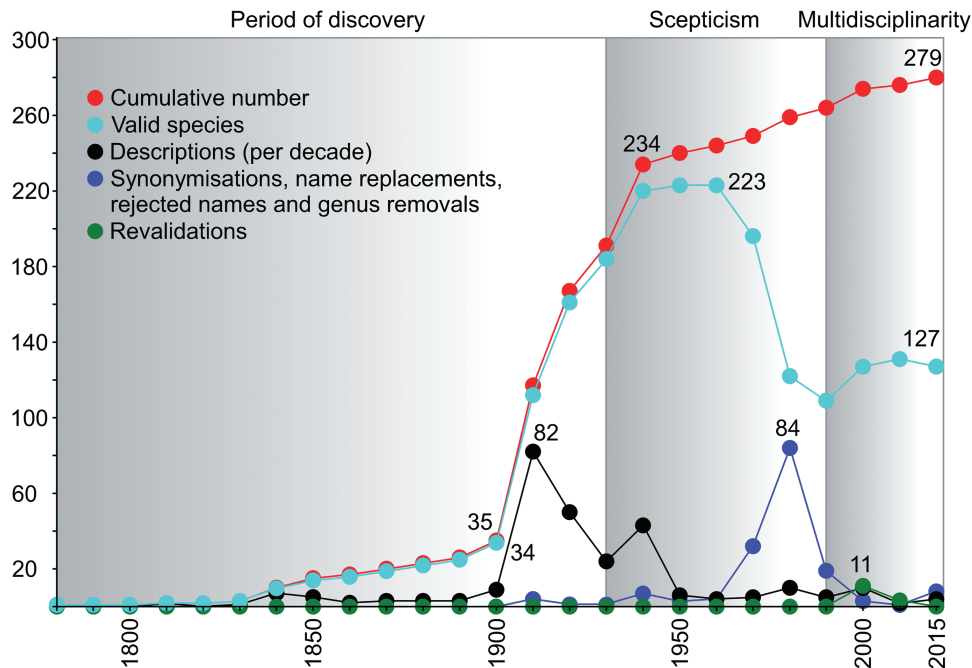 Period of discovery
Scepticism
Multidisciplinarity
300
260
220
180
140
100
60
20
Cumulative number
Valid species
Descriptions (per decade)
Synonymisations, name replacements,
rejected names and genus removals
Revalidations
279
234
223
127
82
84
35
34
11
1800
1850
1900
1950
2000
2015